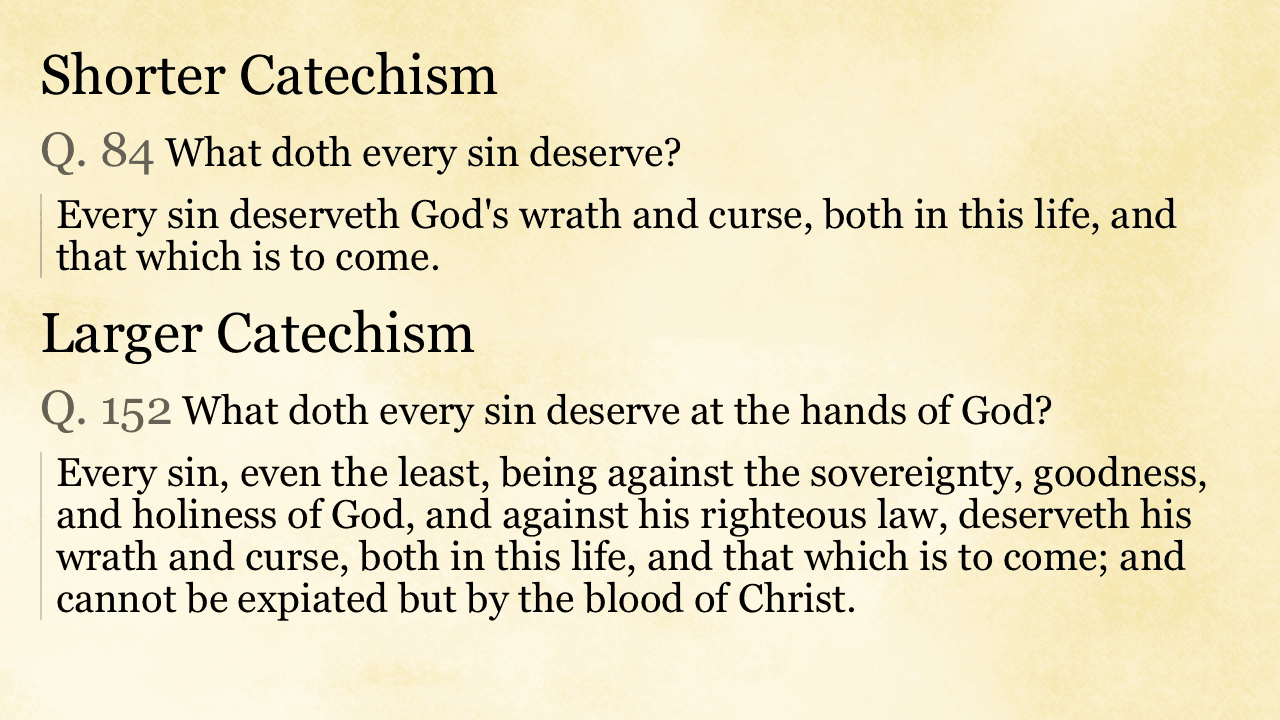 Shorter Catechism
Q. 84 What doth every sin deserve?
Every sin deserveth God's wrath and curse, both in this life, and
that which is to come.
Larger Catechism
Q. 152 What doth every sin deserve at the hands of God?
Every sin, even the least, being against the sovereignty, goodness,
and holiness of God, and against his righteous law, deserveth his
wrath and curse, both in this life, and that which is to come; and
cannot be expiated but by the blood of Christ.